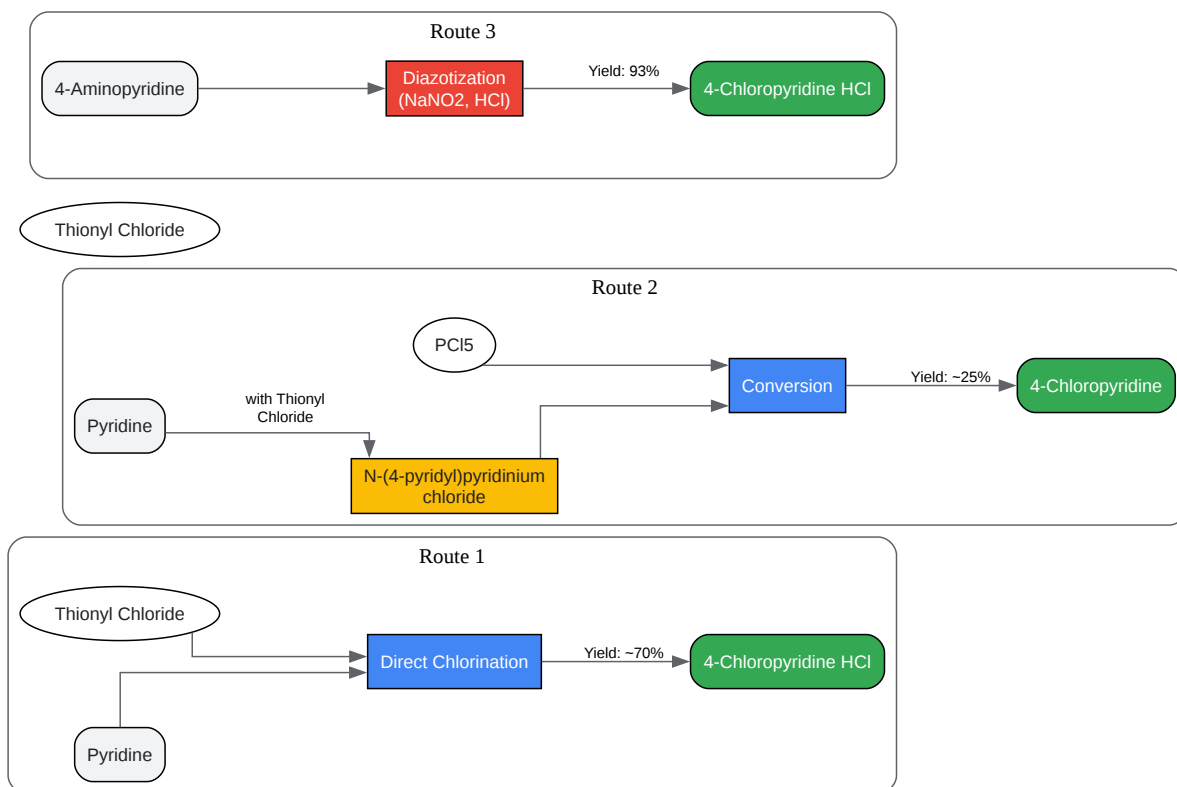 Route 3
4-Aminopyridine
Diazotization
(NaNO2, HCl)
Yield: 93%
4-Chloropyridine HCl
Thionyl Chloride
Route 2
PCl5
Pyridine
with Thionyl
Chloride
N-(4-pyridyl)pyridinium
chloride
Conversion
Yield: ~25%
4-Chloropyridine
Route 1
Thionyl Chloride
Pyridine
Direct Chlorination
Yield: ~70%
4-Chloropyridine HCl